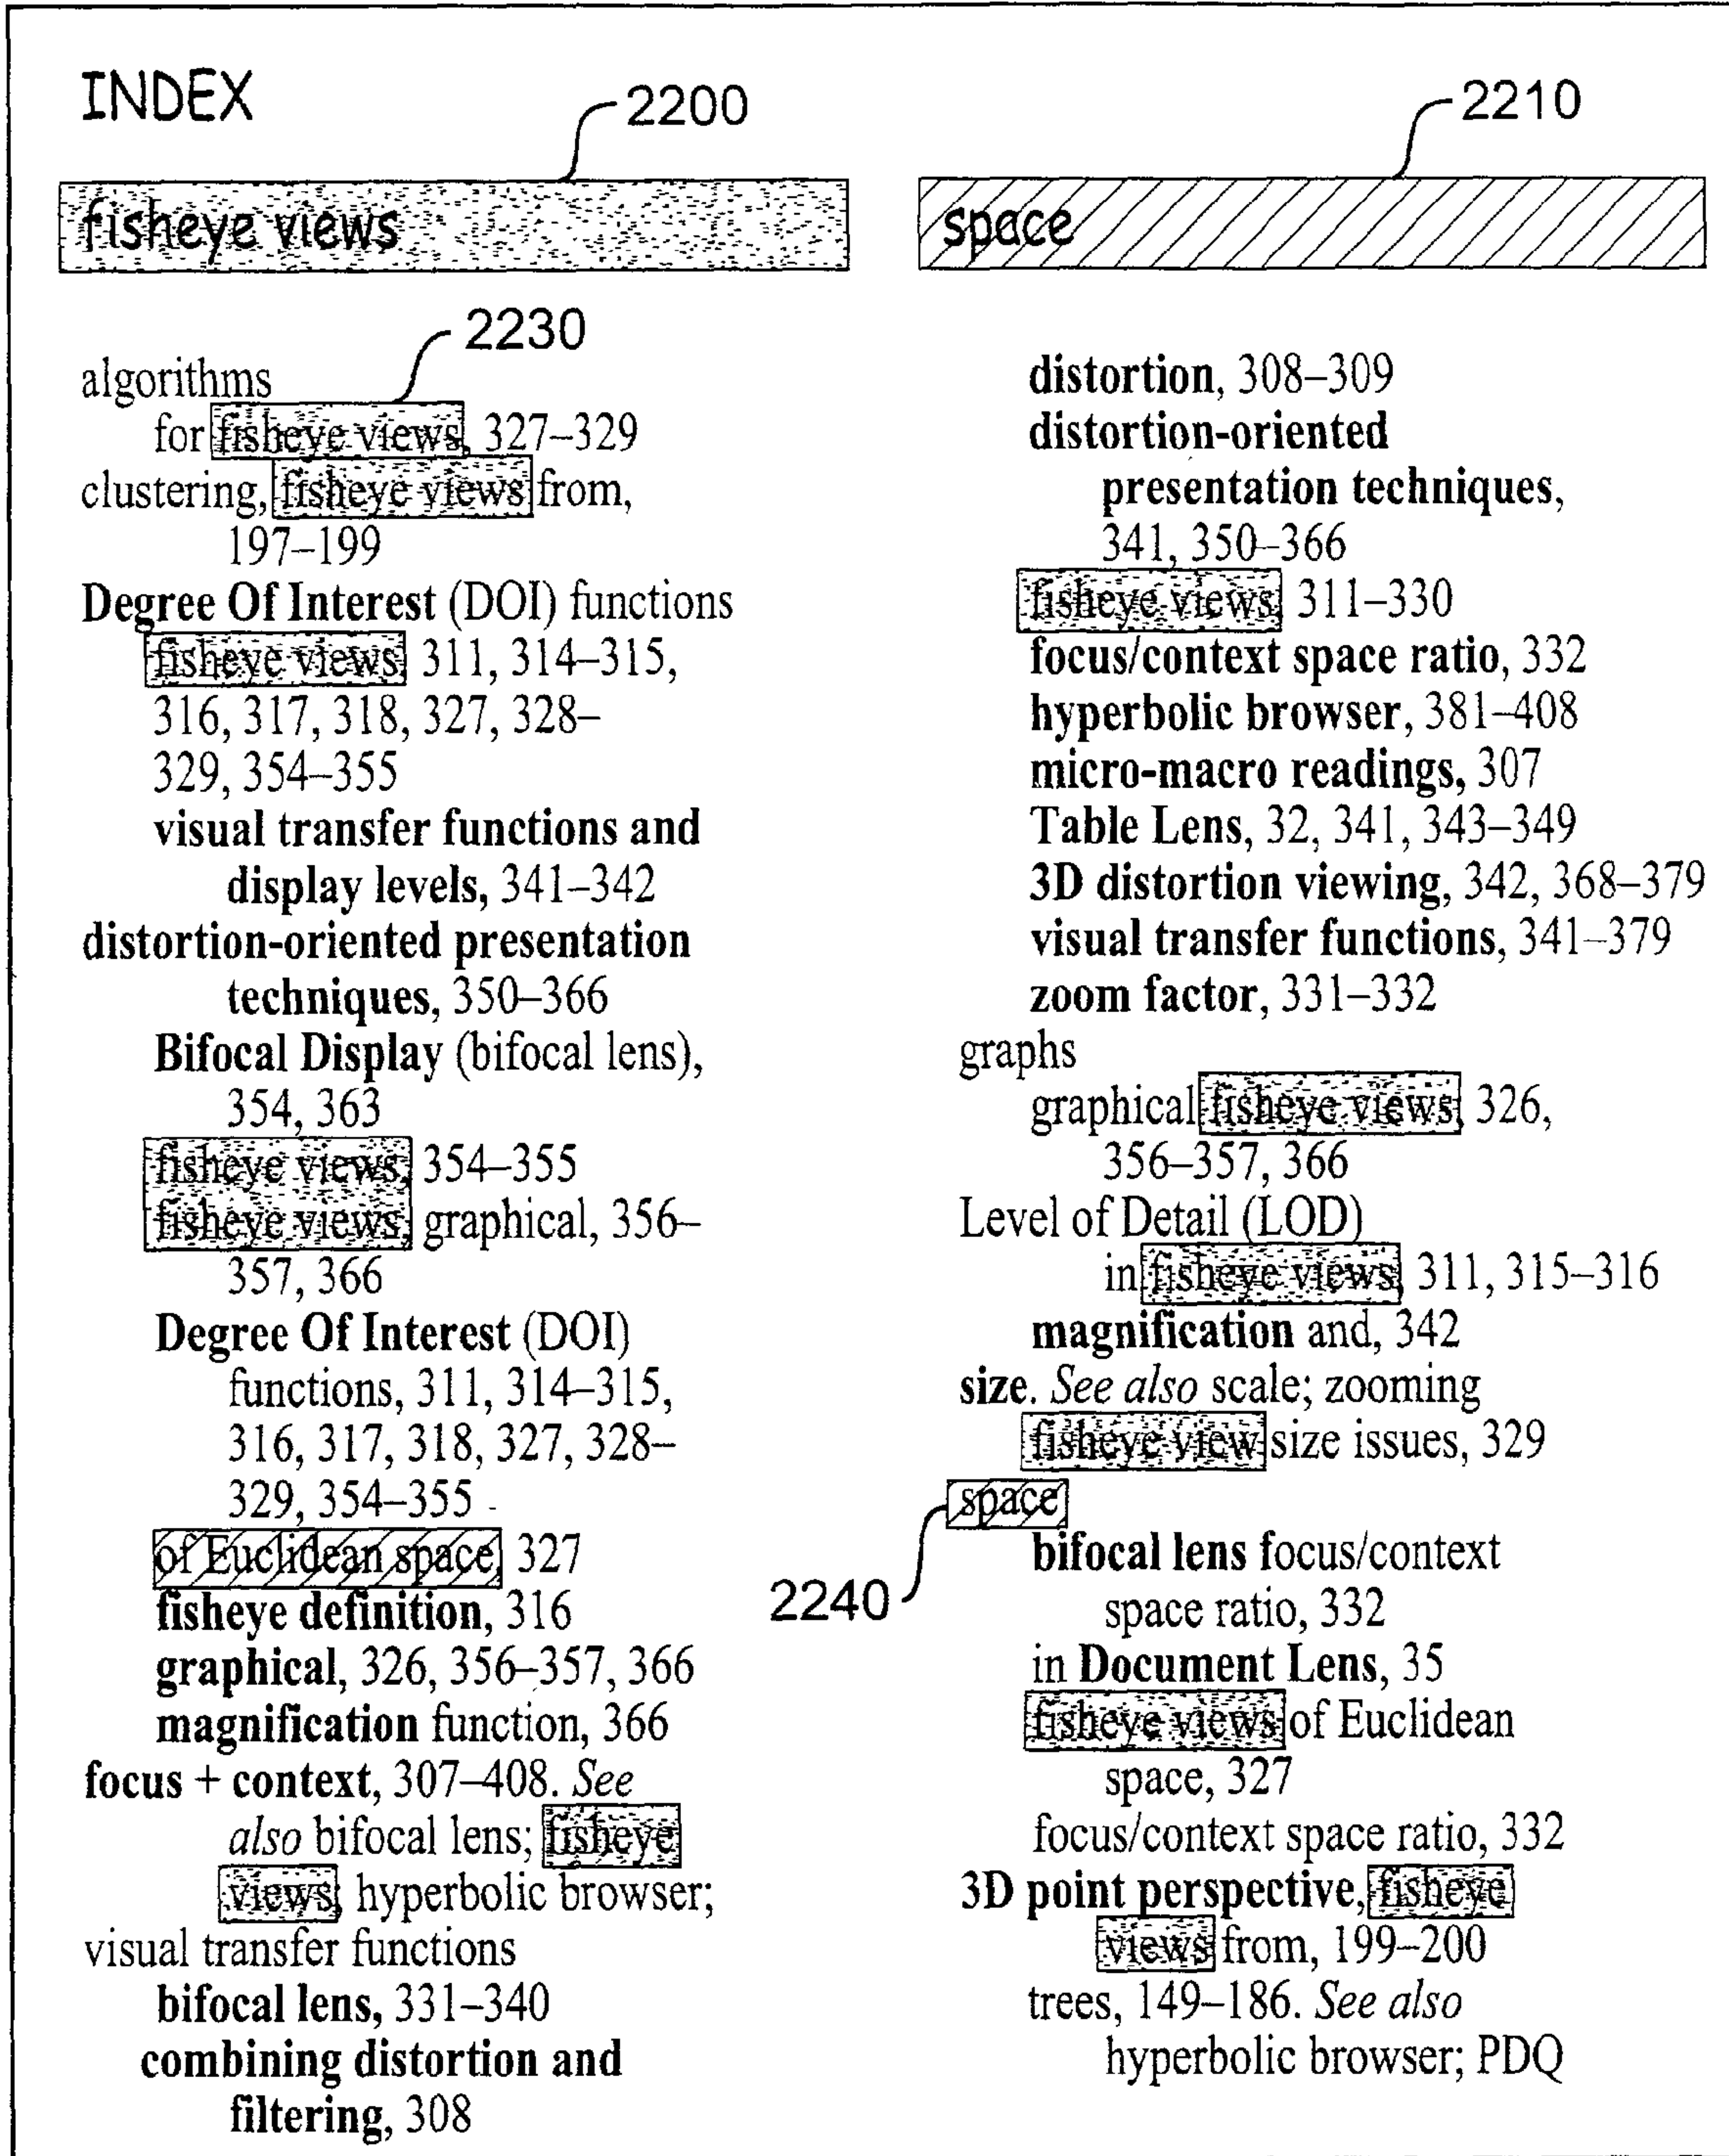 INDEX
2200
2210
fisheye views
space
2230
algorithms
for fisheye views, 327–329
clustering, fisheye views from,
197–199
Degree Of Interest (DOI) functions
fisheye views, 311, 314–315,
316, 317, 318, 327, 328–
329, 354–355
visual transfer functions and
display levels, 341–342
distortion-oriented presentation
techniques, 350–366
Bifocal Display (bifocal lens),
354, 363
fisheye views, 354–355
fisheye views, graphical, 356–
357, 366
Degree Of Interest (DOI)
functions, 311, 314–315,
316, 317, 318, 327, 328–
329, 354–355
of Euclidean space, 327
fisheye definition, 316
graphical, 326, 356–357, 366
magnification function, 366
focus + context, 307–408. See
also bifocal lens; fisheye
views; hyperbolic browser;
visual transfer functions
bifocal lens, 331–340
combining distortion and
filtering, 308
distortion, 308–309
distortion-oriented
presentation techniques,
341, 350–366
fisheye views, 311–330
focus/context space ratio, 332
hyperbolic browser, 381–408
micro-macro readings, 307
Table Lens, 32, 341, 343–349
3D distortion viewing, 342, 368–379
visual transfer functions, 341–379
zoom factor, 331–332
graphs
graphical fisheye views, 326,
356–357, 366
Level of Detail (LOD)
in fisheye views, 311, 315–316
magnification and, 342
size. See also scale; zooming
fisheye view size issues, 329
space
2240
bifocal lens focus/context
space ratio, 332
in Document Lens, 35
fisheye views of Euclidean
space, 327
focus/context space ratio, 332
3D point perspective, fisheye
views from, 199–200
trees, 149–186. See also
hyperbolic browser; PDQ